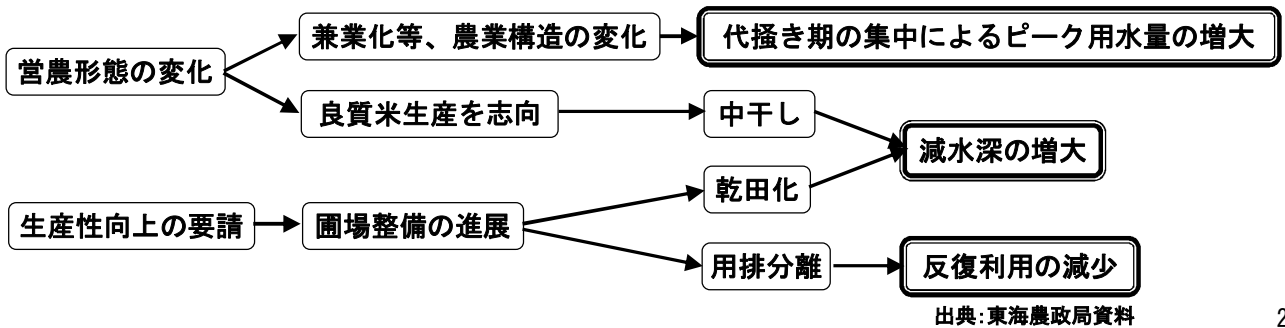 兼業化等、農業構造の変化
代掻き期の集中によるピーク用水量の増大
営農形態の変化
良質米生産を志向
中干し
減水深の増大
乾田化
生産性向上の要請
圃場整備の進展
用排分離
反復利用の減少
出典:東海農政局資料
2